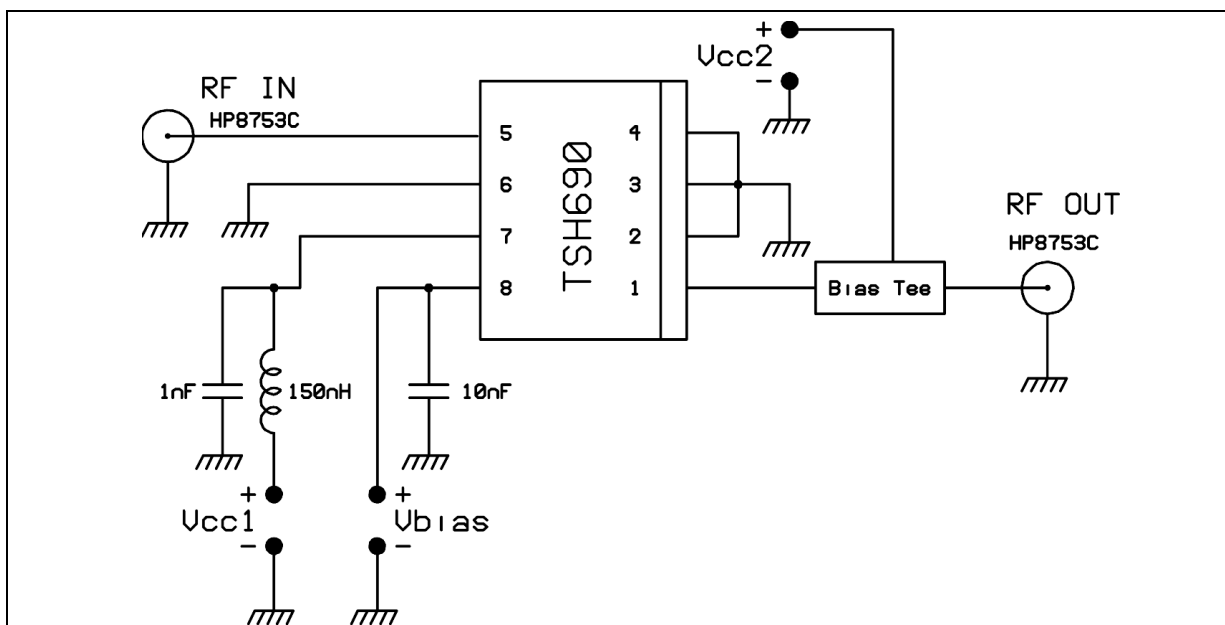 +
Vcc2
-
RF IN
HP8753C
TSH690
5
6
7
8
4
3
2
1
RF OUT
HP8753C
Bias Tee
1nF
150nH
10nF
+
Vcc1
-
+
Vbias
-